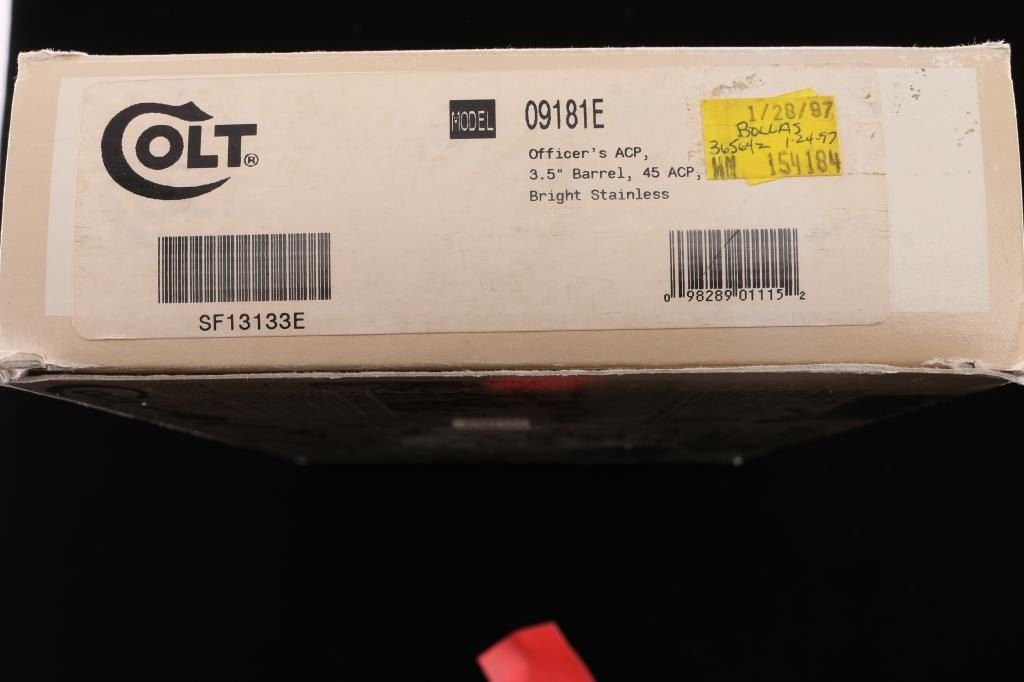 COLT®
MODEL 09181E
Officer's ACP,
3.5" Barrel, 45 ACP,
Bright Stainless
1/28/97
BOLLAS
365642 1-24-97
WM 154184
SF13133E
0 98289 01115 2